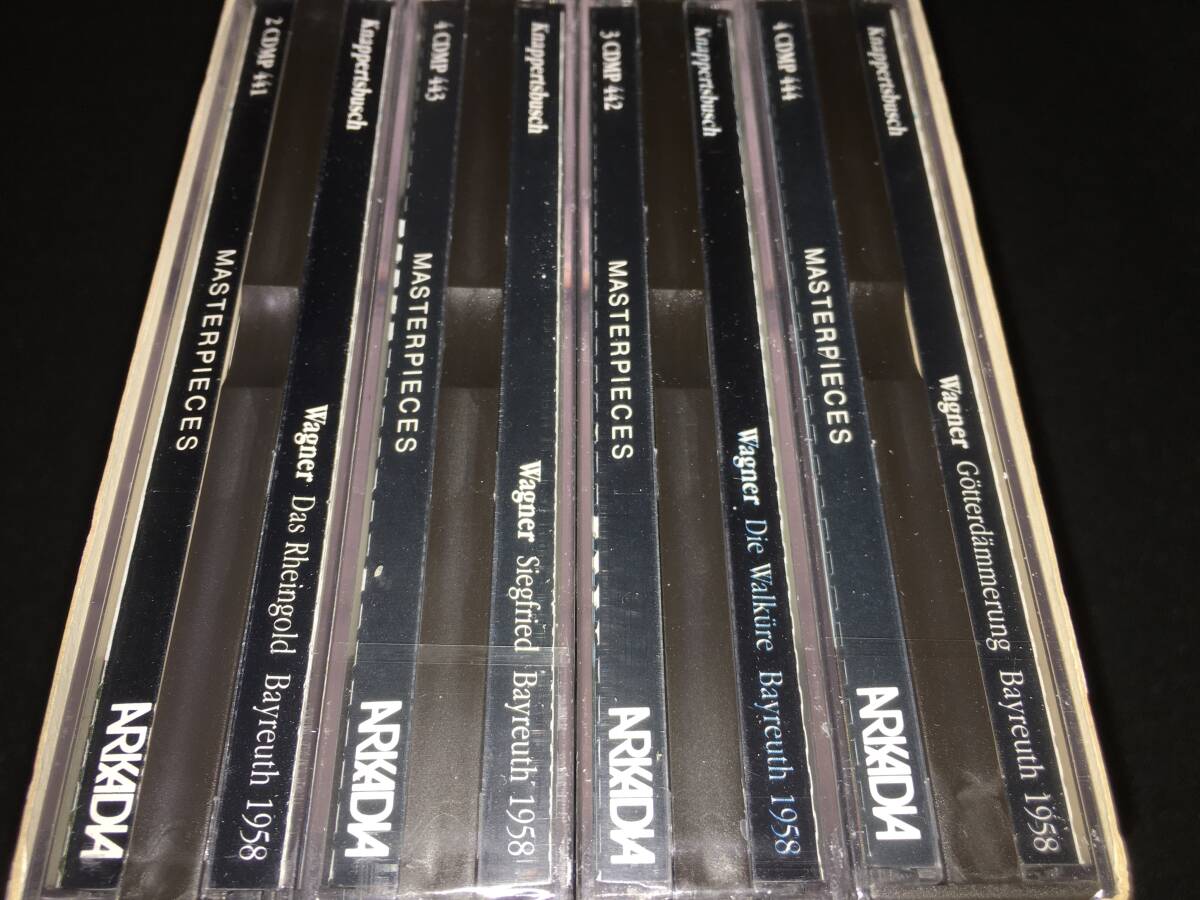 2 CDMP 441 MASTERPIECES ARKADIA
Knappertsbusch Wagner Das Rheingold Bayreuth 1958
4 CDMP 443 MASTERPIECES ARKADIA
Knappertsbusch Wagner Siegfried Bayreuth 1958
3 CDMP 442 MASTERPIECES ARKADIA
Knappertsbusch Wagner Die Walküre Bayreuth 1958
4 CDMP 444 MASTERPIECES ARKADIA
Knappertsbusch Wagner Götterdämmerung Bayreuth 1958